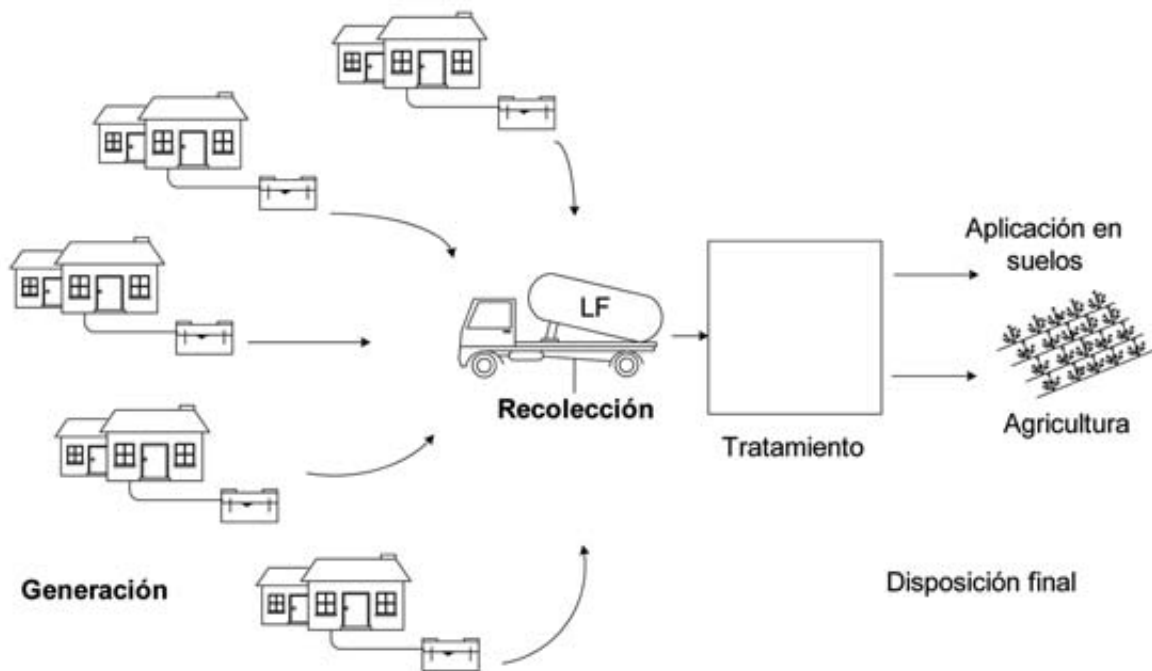 Generación
LF
Recolección
Tratamiento
Aplicación en
suelos
Agricultura
Disposición final